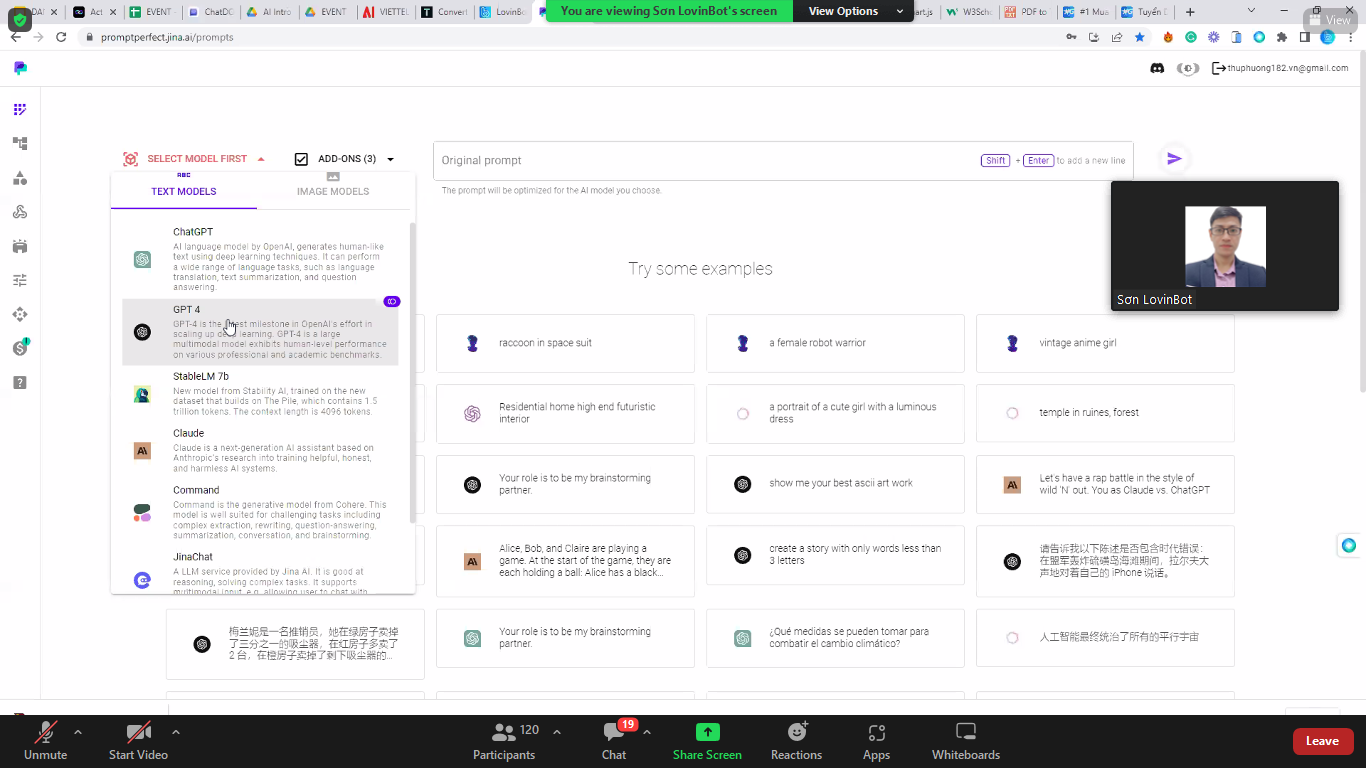 DA
Act
EVENT
ChatDO
AI Intro
EVENT
VIETTEL
Convert
LovinBo
You are viewing Sơn LovinBot's screen
View Options
art.js
W3Scho
PDF to
#1 Mua
Tuyển D
View
promptperfect.jina.ai/prompts
thuphuong182.vn@gmail.com
SELECT MODEL FIRST
ADD-ONS (3)
Original prompt
Shift + Enter to add a new line
The prompt will be optimized for the AI model you choose.
ABC
TEXT MODELS
IMAGE MODELS
ChatGPT
AI language model by OpenAI, generates human-like
text using deep learning techniques. It can perform
a wide range of language tasks, such as language
translation, text summarization, and question
answering.
GPT 4
GPT-4 is the latest milestone in OpenAI's effort in
scaling up deep learning. GPT-4 is a large
multimodal model exhibits human-level performance
on various professional and academic benchmarks.
StableLM 7b
New model from Stability AI, trained on the new
dataset that builds on The Pile, which contains 1.5
trillion tokens. The context length is 4096 tokens.
Claude
Claude is a next-generation AI assistant based on
Anthropic's research into training helpful, honest,
and harmless AI systems.
Command
Command is the generative model from Cohere. This
model is well suited for challenging tasks including
complex extraction, rewriting, question-answering,
summarization, conversation, and brainstorming.
JinaChat
A LLM service provided by Jina AI. It is good at
reasoning, solving complex tasks. It supports
multimodal input, e.g. allowing user to chat with
Sơn LovinBot
Try some examples
raccoon in space suit
a female robot warrior
vintage anime girl
Residential home high end futuristic
interior
a portrait of a cute girl with a luminous
dress
temple in ruines, forest
Your role is to be my brainstorming
partner.
show me your best ascii art work
Let's have a rap battle in the style of
wild 'N' out. You as Claude vs. ChatGPT
Alice, Bob, and Claire are playing a
game. At the start of the game, they are
each holding a ball: Alice has a black...
create a story with only words less than
3 letters
请告诉我以下陈述是否包含时代错误：
在盟军轰炸硫磺岛海滩期间，拉尔夫大
声地对着自己的 iPhone 说话。
梅兰妮是一名推销员，她在绿房子卖掉
了三分之一的吸尘器，在红房子多卖了
2 台，在橙房子卖掉了剩下吸尘器的...
Your role is to be my brainstorming
partner.
¿Qué medidas se pueden tomar para
combatir el cambio climático?
人工智能最终统治了所有的平行宇宙
Unmute
Start Video
120
Participants
19
Chat
Share Screen
Reactions
Apps
Whiteboards
Leave